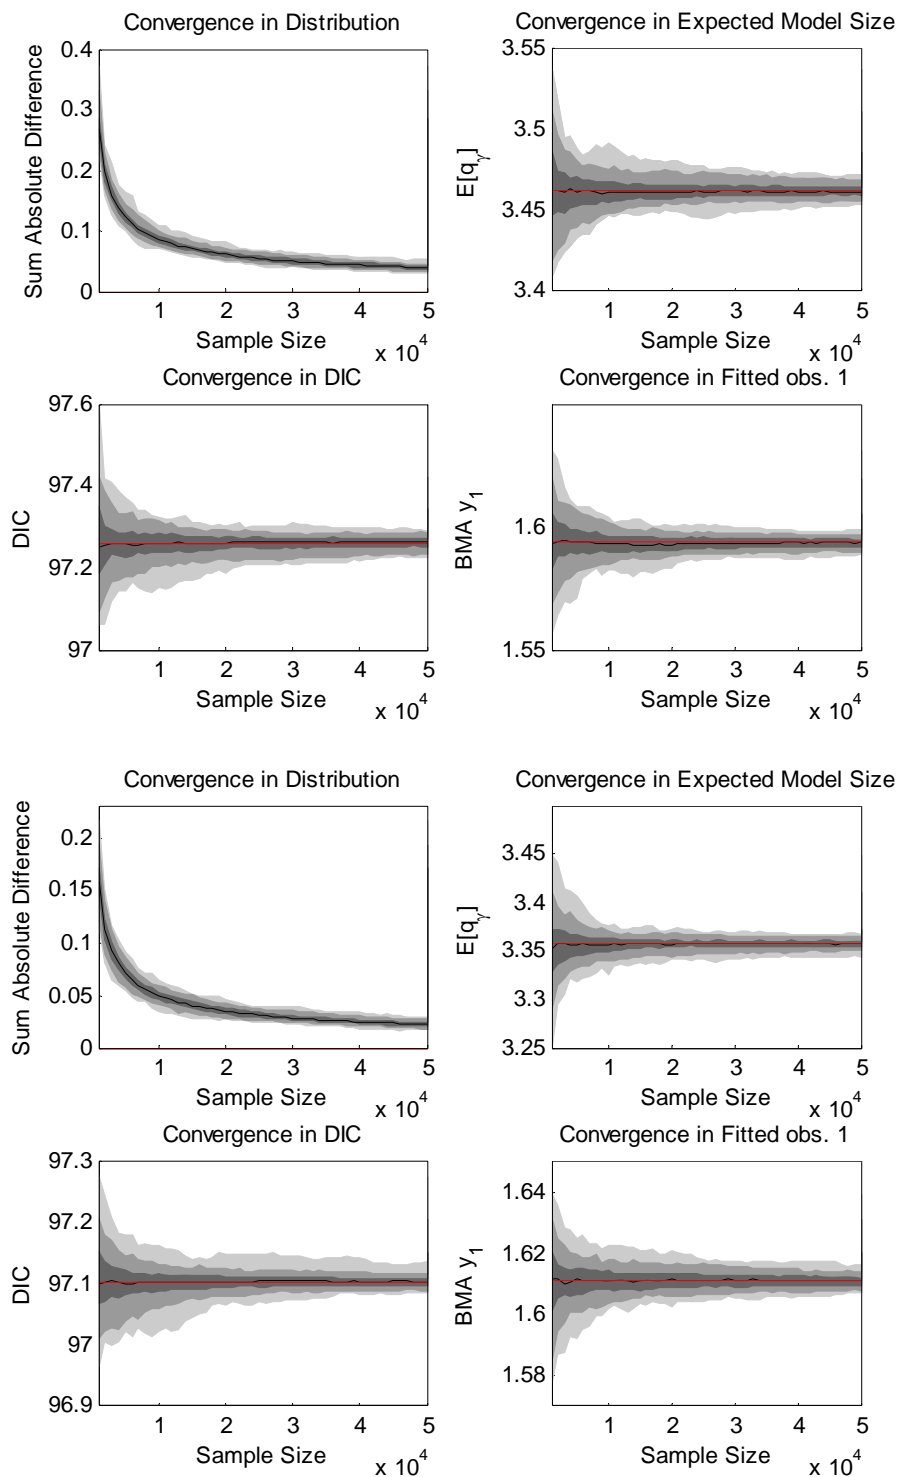 Convergence in Distribution
Sum Absolute Difference
0.4
0.3
0.2
0.1
0
1 2 3 4 5
Sample Size
x 10^4
Convergence in Expected Model Size
E[q_γ]
3.55
3.5
3.45
3.4
1 2 3 4 5
Sample Size
x 10^4
Convergence in DIC
DIC
97.6
97.4
97.2
97
1 2 3 4 5
Sample Size
x 10^4
Convergence in Fitted obs. 1
BMA y_1
1.6
1.55
1 2 3 4 5
Sample Size
x 10^4
Convergence in Distribution
Sum Absolute Difference
0.2
0.15
0.1
0.05
0
1 2 3 4 5
Sample Size
x 10^4
Convergence in Expected Model Size
E[q_γ]
3.45
3.4
3.35
3.3
3.25
1 2 3 4 5
Sample Size
x 10^4
Convergence in DIC
DIC
97.3
97.2
97.1
97
96.9
1 2 3 4 5
Sample Size
x 10^4
Convergence in Fitted obs. 1
BMA y_1
1.64
1.62
1.6
1.58
1 2 3 4 5
Sample Size
x 10^4